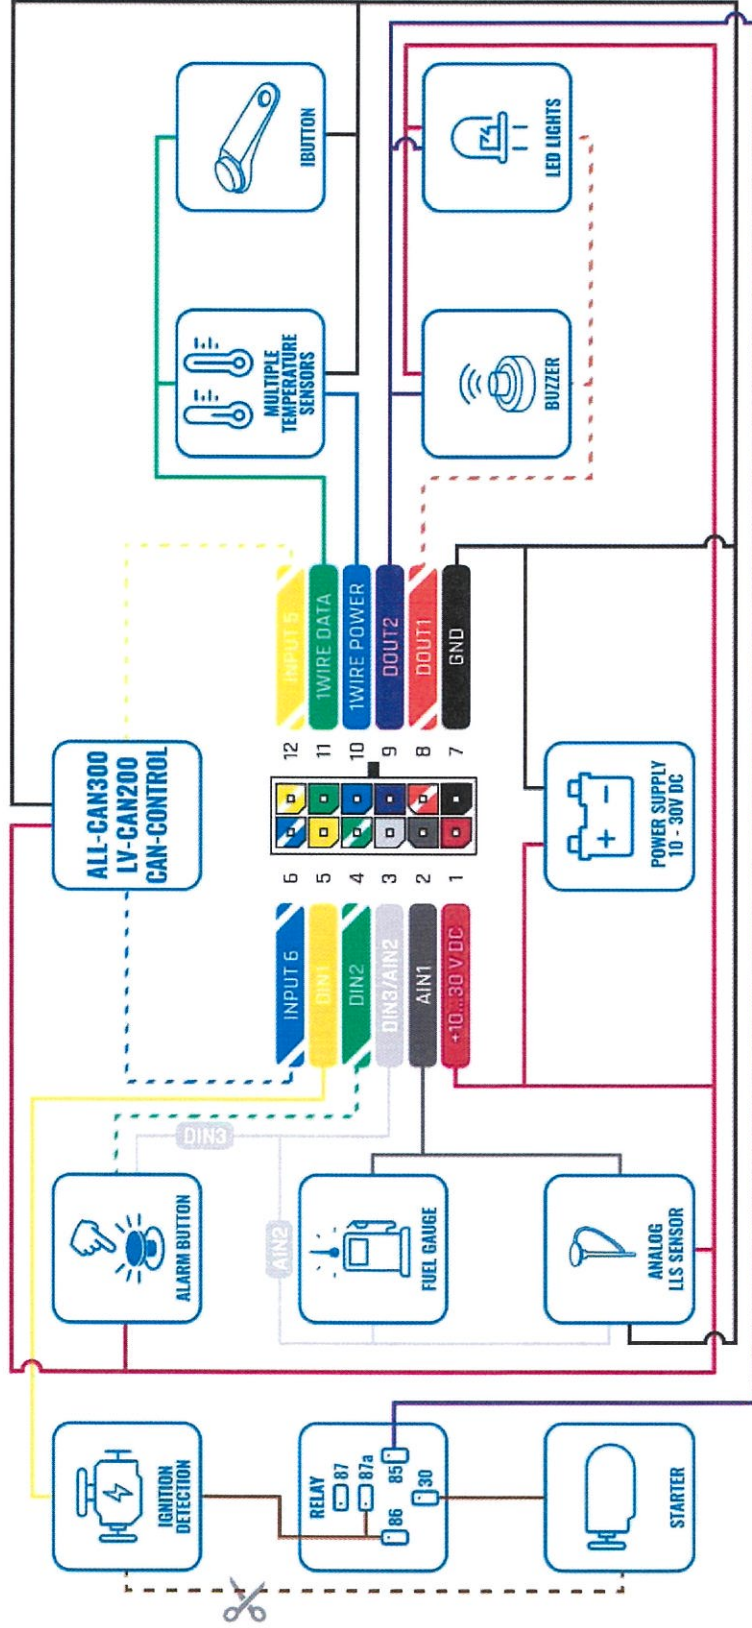 IGNITION
DETECTION
ALARM BUTTON
ALL-CAN300
LV-CAN200
CAN-CONTROL
MULTIPLE
TEMPERATURE
SENSORS
IBUTTON
DIN3
AIN2
RELAY
87
87a
86
85
30
FUEL GAUGE
INPUT 6
DIN1
DIN2
DIN3/AIN2
AIN1
+10...30 V DC
6
5
4
3
2
1
12
11
10
9
8
7
INPUT 5
1WIRE DATA
1WIRE POWER
DOUT2
DOUT1
GND
BUZZER
LED LIGHTS
STARTER
ANALOG
LLS SENSOR
POWER SUPPLY
10 - 30V DC